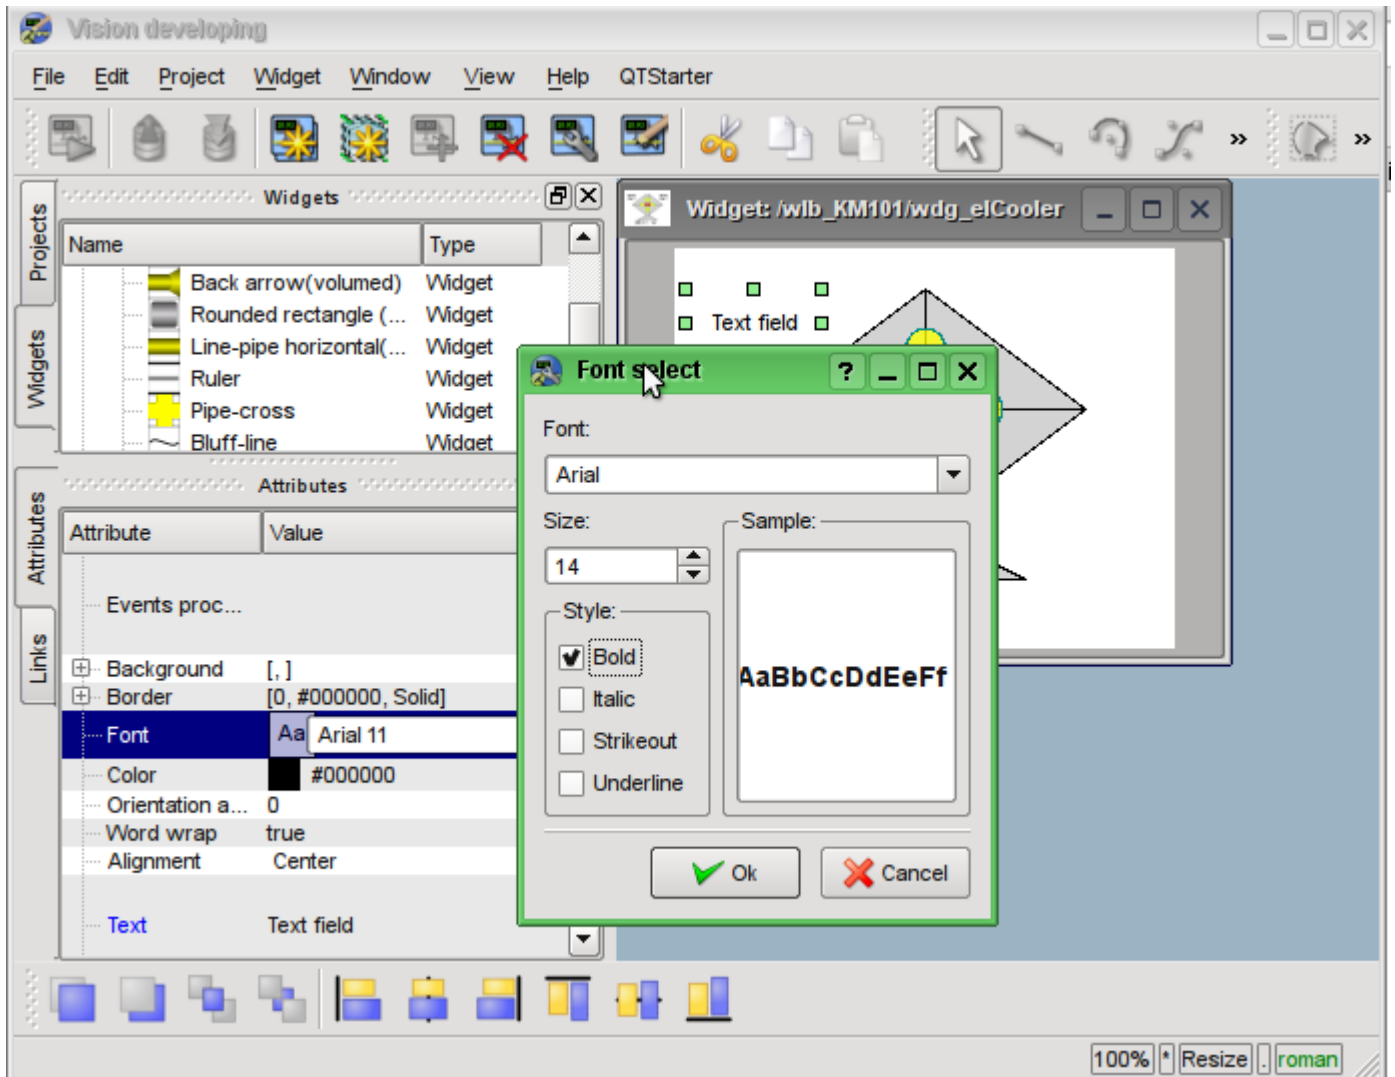 Vision developing
File Edit Project Widget Window View Help QTStarter
» »
Projects
Widgets
Widgets
Name Type
Back arrow(volumed) Widget
Rounded rectangle (... Widget
Line-pipe horizontal(... Widget
Ruler Widget
Pipe-cross Widget
Bluff-line Widget
Attributes
Links
Attributes
Attribute Value
Events proc...
Background [, ]
Border [0, #000000, Solid]
Font Aa Arial 11
Color #000000
Orientation a... 0
Word wrap true
Alignment Center
Text Text field
Widget: /wlb_KM101/wdg_elCooler
Text field
Font select ?
Font:
Arial
Size:
14
Style:
Bold
Italic
Strikeout
Underline
Sample:
AaBbCcDdEeFf
Ok Cancel
100% * Resize . roman